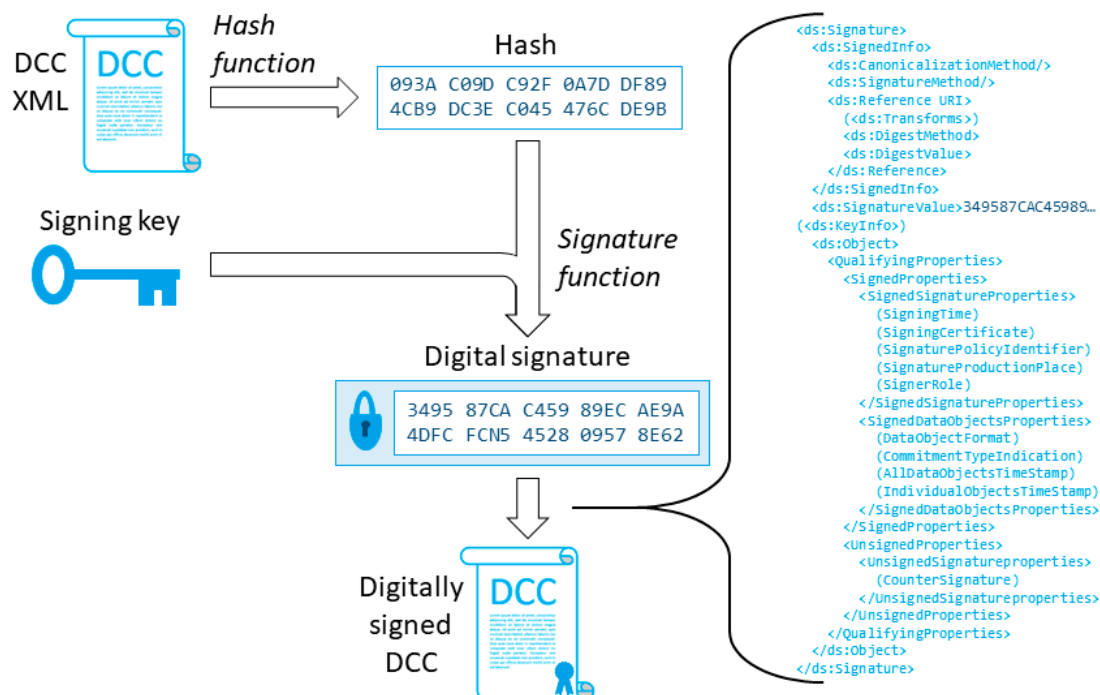 DCC
XML
DCC
Hash
function
Hash
093A C09D C92F 0A7D DF89
4CB9 DC3E C045 476C DE9B
Signing key
Signature
function
Digital signature
3495 87CA C459 89EC AE9A
4DFC FCN5 4528 0957 8E62
Digitally
signed
DCC
DCC
<ds:Signature>
<ds:SignedInfo>
<ds:CanonicalizationMethod/>
<ds:SignatureMethod/>
<ds:Reference URI>
(<ds:Transforms>)
<ds:DigestMethod>
<ds:DigestValue>
</ds:Reference>
</ds:SignedInfo>
<ds:SignatureValue>349587CAC45989…
(<ds:KeyInfo>)
<ds:Object>
<QualifyingProperties>
<SignedProperties>
<SignedSignatureProperties>
(SigningTime)
(SigningCertificate)
(SignaturePolicyIdentifier)
(SignatureProductionPlace)
(SignerRole)
</SignedSignatureProperties>
<SignedDataObjectsProperties>
(DataObjectFormat)
(CommitmentTypeIndication)
(AllDataObjectsTimeStamp)
(IndividualObjectsTimeStamp)
</SignedDataObjectsProperties>
</SignedProperties>
<UnsignedProperties>
<UnsignedSignatureproperties>
(CounterSignature)
</UnsignedSignatureproperties>
</UnsignedProperties>
</QualifyingProperties>
</ds:Object>
</ds:Signature>